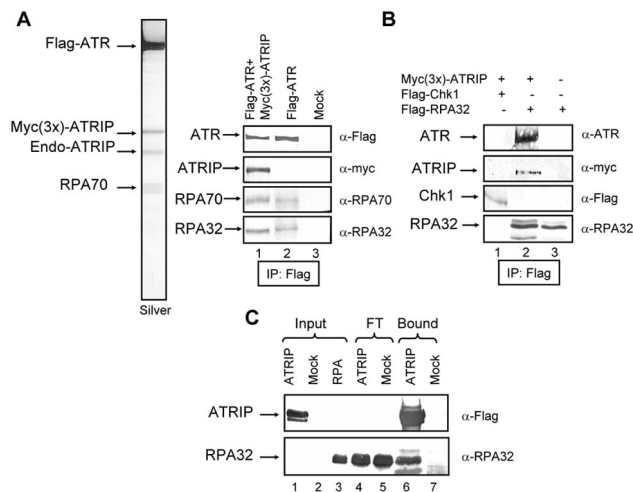 A
Flag-ATR
Myc(3x)-ATRIP
Endo-ATRIP
RPA70
Silver
Flag-ATR+
Myc(3x)-ATRIP
Flag-ATR
Mock
ATR α-Flag
ATRIP α-myc
RPA70 α-RPA70
RPA32 α-RPA32
1 2 3
IP: Flag
B
Myc(3x)-ATRIP + + -
Flag-Chk1 + - -
Flag-RPA32 - + +
ATR α-ATR
ATRIP α-myc
Chk1 α-Flag
RPA32 α-RPA32
1 2 3
IP: Flag
C
Input FT Bound
ATRIP Mock RPA ATRIP Mock ATRIP Mock
ATRIP α-Flag
RPA32 α-RPA32
1 2 3 4 5 6 7